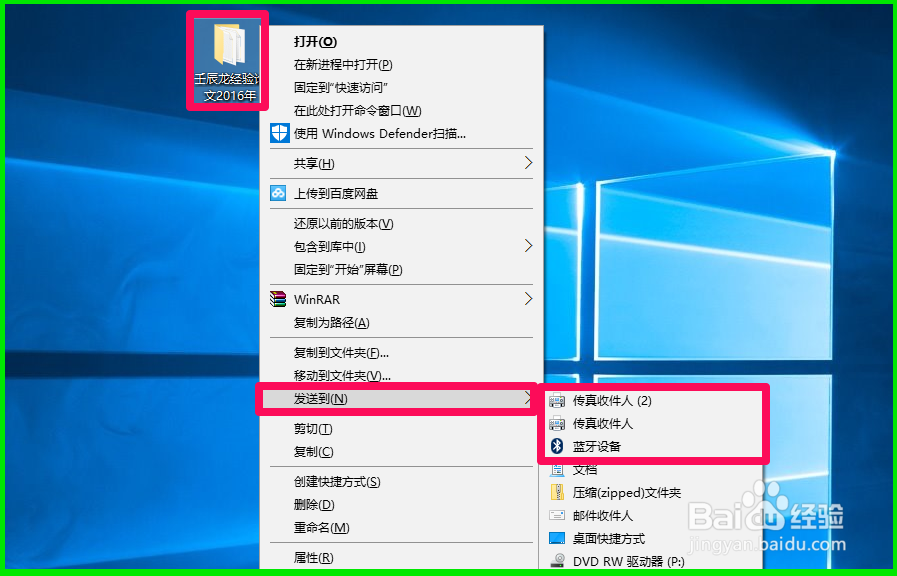 壬辰龙经验论
文2016年
打开(O)
在新进程中打开(P)
固定到"快速访问"
在此处打开命令窗口(W)
使用 Windows Defender扫描...
共享(H)
上传到百度网盘
还原以前的版本(V)
包含到库中(I)
固定到"开始"屏幕(P)
WinRAR
复制为路径(A)
复制到文件夹(F)...
移动到文件夹(V)...
发送到(N)
剪切(T)
复制(C)
创建快捷方式(S)
删除(D)
重命名(M)
属性(R)
传真收件人 (2)
传真收件人
蓝牙设备
文档
压缩(zipped)文件夹
邮件收件人
桌面快捷方式
DVD RW 驱动器 (P:)
Baidu经验
jingyan.baidu.com